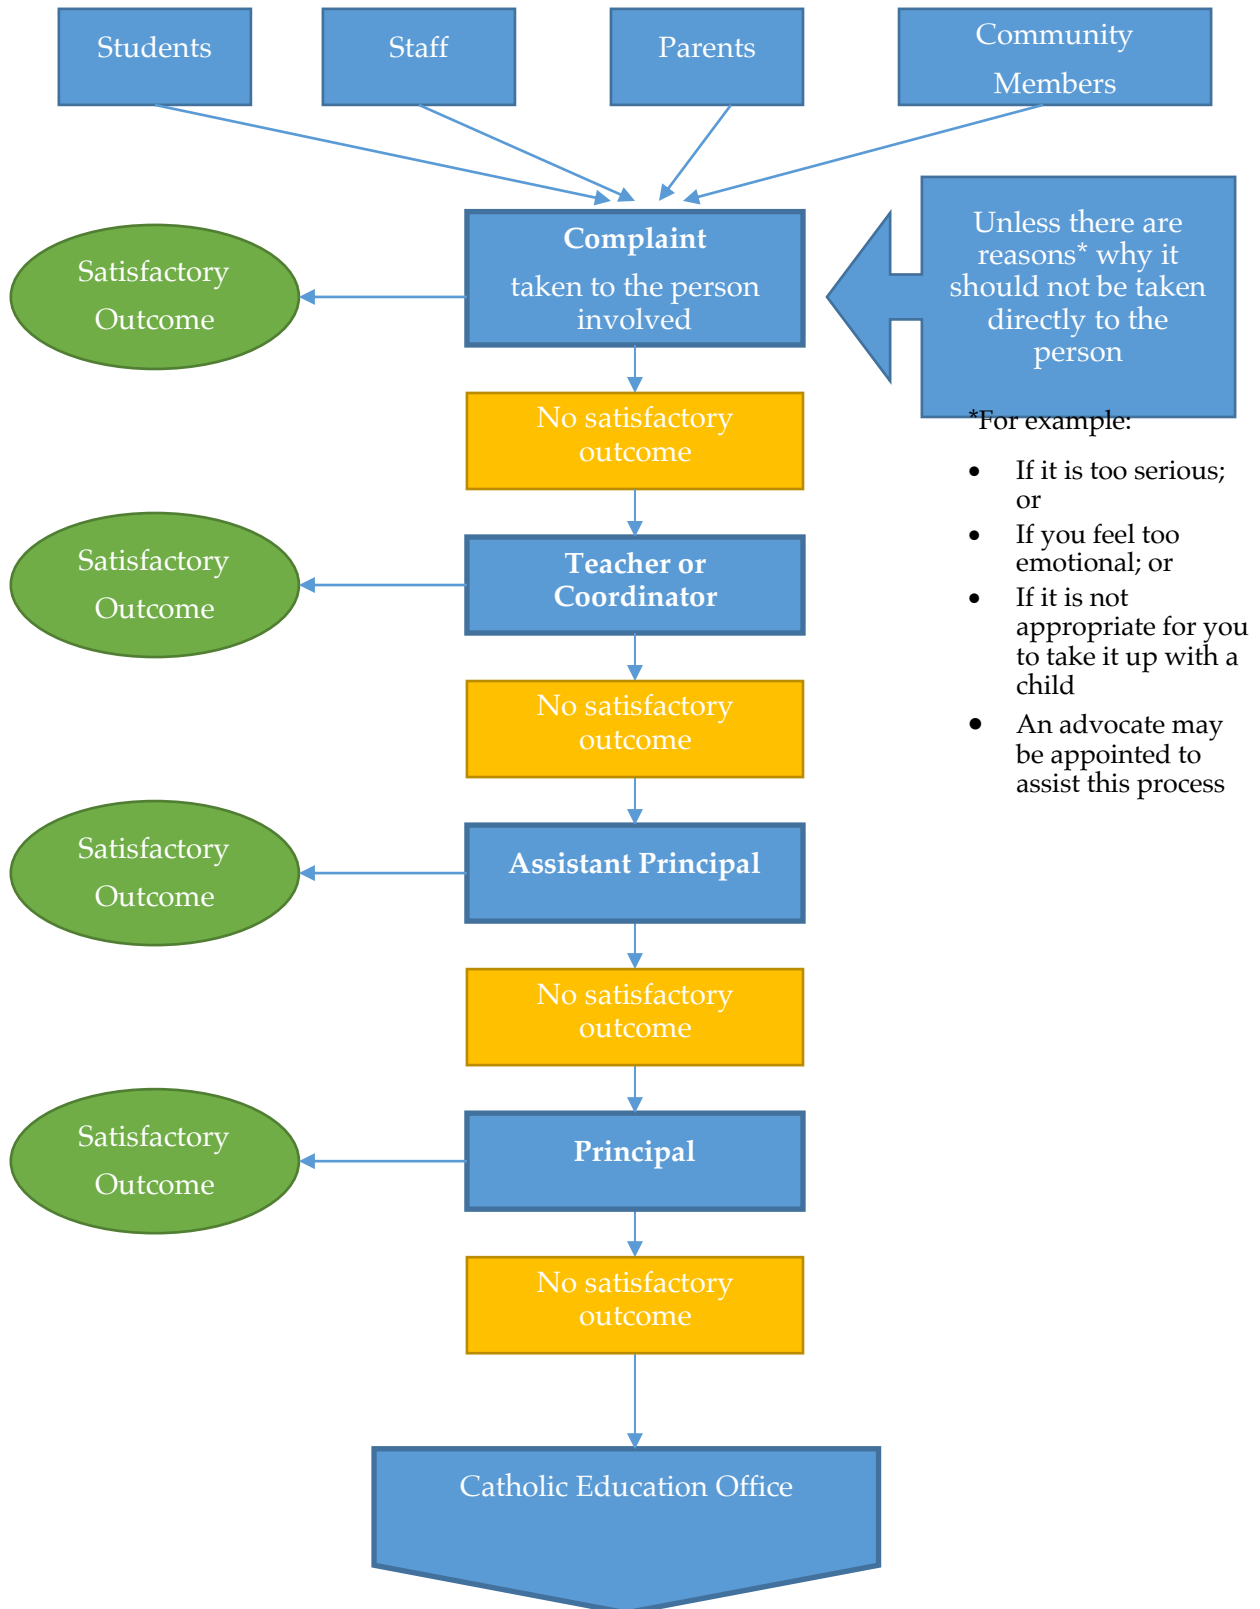 Students
Staff
Parents
Community
Members
Complaint
taken to the person
involved
Satisfactory
Outcome
Unless there are
reasons* why it
should not be taken
directly to the
person
*For example:
• If it is too serious;
or
• If you feel too
emotional; or
• If it is not
appropriate for you
to take it up with a
child
• An advocate may
be appointed to
assist this process
No satisfactory
outcome
Teacher or
Coordinator
Satisfactory
Outcome
No satisfactory
outcome
Assistant Principal
Satisfactory
Outcome
No satisfactory
outcome
Principal
Satisfactory
Outcome
No satisfactory
outcome
Catholic Education Office